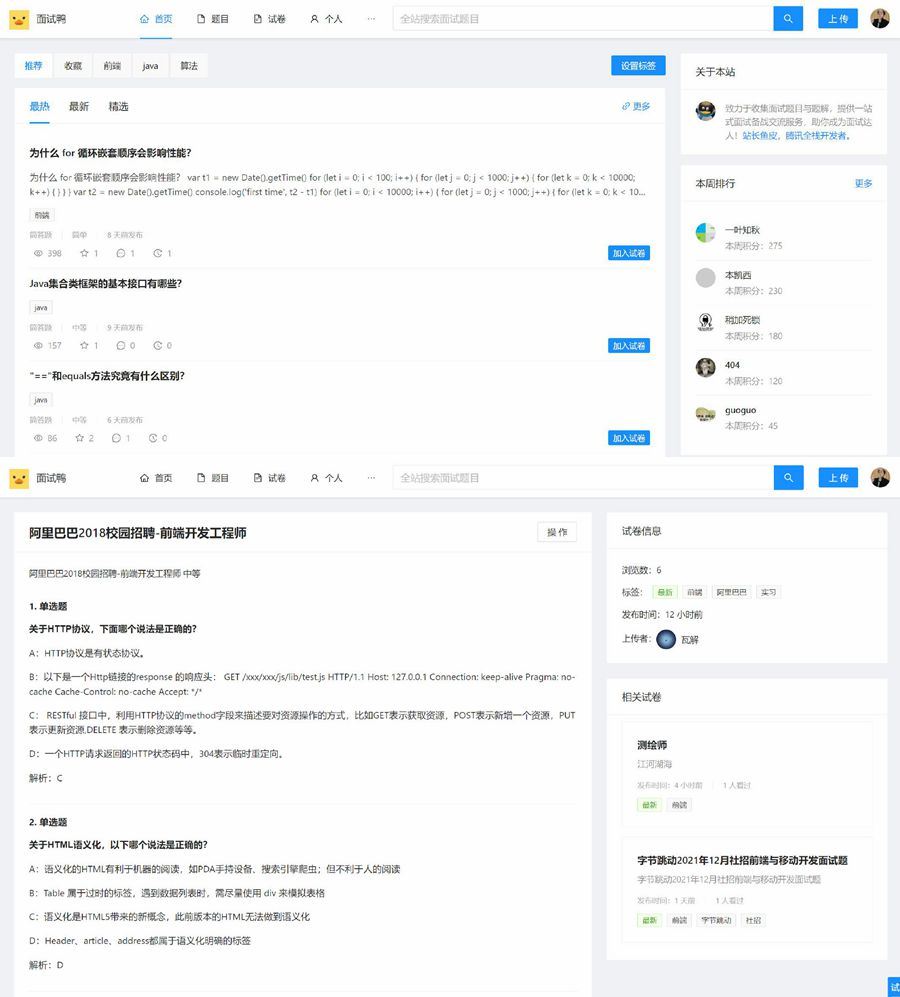 面试鸭 首页 题目 试卷 个人 ··· 全站搜索面试题目 上传
推荐 收藏 前端 java 算法 设置标签
最热 最新 精选 更多
为什么 for 循环嵌套顺序会影响性能?
为什么 for 循环嵌套顺序会影响性能? var t1 = new Date().getTime() for (let i = 0; i < 100; i++) { for (let j = 0; j < 1000; j++) { for (let k = 0; k < 10000;
k++) { } } } var t2 = new Date().getTime() console.log('first time', t2 - t1) for (let i = 0; i < 10000; i++) { for (let j = 0; j < 1000; j++) { for (let k = 0; k < 10...
前端
简答题 简单 8 天前发布
398 1 1 1 加入试卷
Java集合类框架的基本接口有哪些?
java
简答题 中等 9 天前发布
157 1 0 0 加入试卷
"=="和equals方法究竟有什么区别?
java
简答题 中等 6 天前发布
86 2 1 0 加入试卷
关于本站
致力于收集面试题目与题解,提供一站
式面试备战交流服务,助你成为面试达
人!站长鱼皮,腾讯全栈开发者。
本周排行 更多
一叶知秋
本周积分:275
本凯西
本周积分:230
稍加死锁
本周积分:180
404
本周积分:120
guoguo
本周积分:45
面试鸭 首页 题目 试卷 个人 ··· 全站搜索面试题目 上传
阿里巴巴2018校园招聘-前端开发工程师 操作
阿里巴巴2018校园招聘-前端开发工程师 中等
1. 单选题
关于HTTP协议,下面哪个说法是正确的?
A:HTTP协议是有状态协议。
B:以下是一个Http链接的response 的响应头: GET /xxx/xxx/js/lib/test.js HTTP/1.1 Host: 127.0.0.1 Connection: keep-alive Pragma: no-
cache Cache-Control: no-cache Accept: */*
C: RESTful 接口中,利用HTTP协议的method字段来描述要对资源操作的方式,比如GET表示获取资源,POST表示新增一个资源,PUT
表示更新资源,DELETE 表示删除资源等等。
D:一个HTTP请求返回的HTTP状态码中,304表示临时重定向。
解析:C
2. 单选题
关于HTML语义化,以下哪个说法是正确的?
A:语义化的HTML有利于机器的阅读,如PDA手持设备、搜索引擎爬虫;但不利于人的阅读
B:Table 属于过时的标签,遇到数据列表时,需尽量使用 div 来模拟表格
C:语义化是HTML5带来的新概念,此前版本的HTML无法做到语义化
D:Header、article、address都属于语义化明确的标签
解析:D
试卷信息
浏览数:6
标签: 最新 前端 阿里巴巴 实习
发布时间:12 小时前
上传者: 瓦解
相关试卷
测绘师
江河湖海
发布时间:4 小时前 1 人看过
最新 前端
字节跳动2021年12月社招前端与移动开发面试题
字节跳动2021年12月社招前端与移动开发面试题
发布时间:1 天前 1 人看过
最新 前端 字节跳动 社招
试